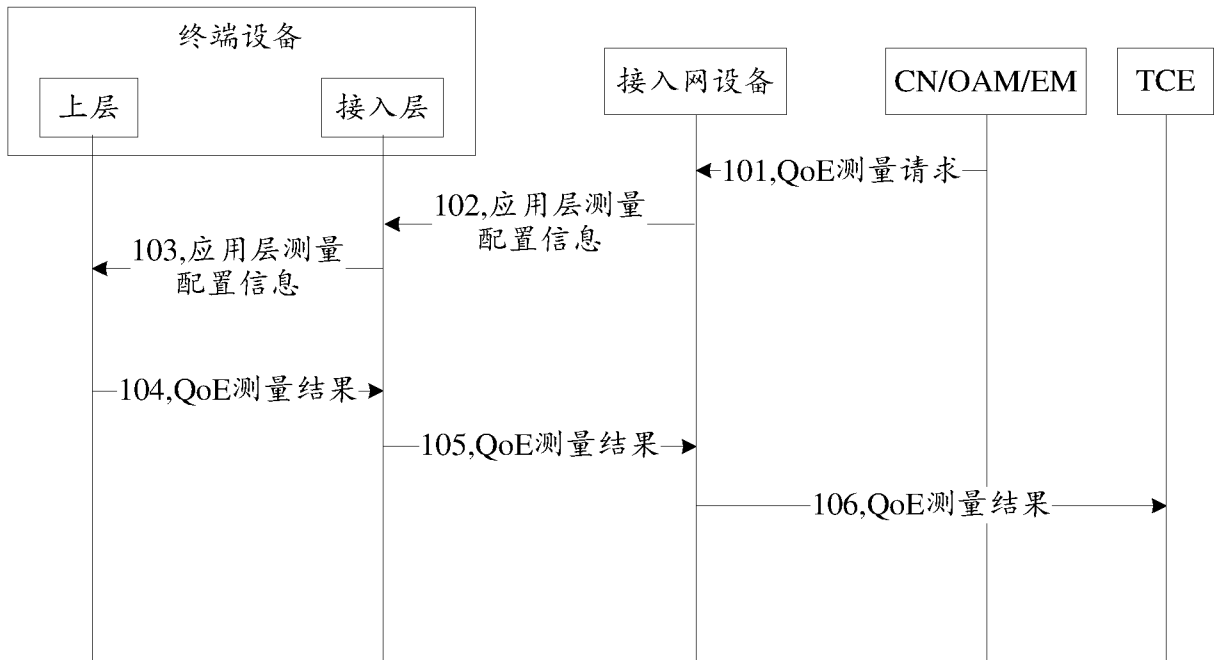 终端设备
上层
接入层
接入网设备
CN/OAM/EM
TCE
101,QoE测量请求
102,应用层测量
配置信息
103,应用层测量
配置信息
104,QoE测量结果
105,QoE测量结果
106,QoE测量结果